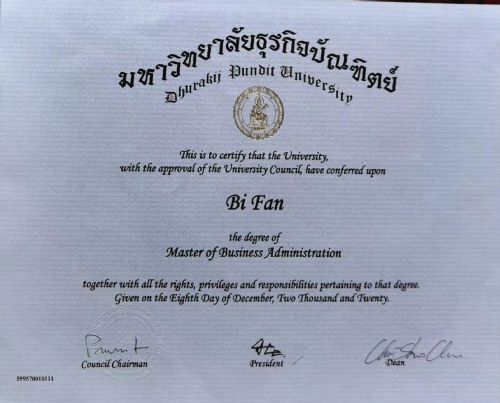 มหาวิทยาลัยธุรกิจบัณฑิตย์
Dhurakij Pundit University
This is to certify that the University,
with the approval of the University Council, have conferred upon
Bi Fan
the degree of
Master of Business Administration
together with all the rights, privileges and responsibilities pertaining to that degree.
Given on the Eighth Day of December, Two Thousand and Twenty.
Council Chairman
President
Dean
599570010111